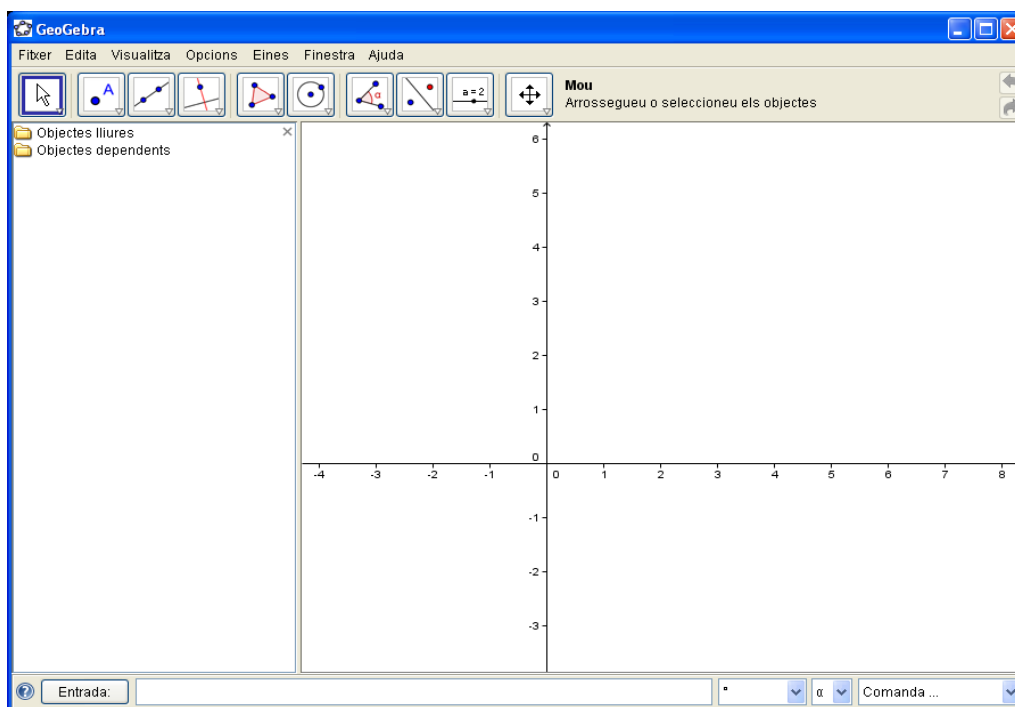 GeoGebra
Fitxer Edita Visualitza Opcions Eines Finestra Ajuda
A
α
a = 2
Mou
Arrossegueu o seleccioneu els objectes
Objectes lliures
Objectes dependents
6
5
4
3
2
1
0
-4 -3 -2 -1 0 1 2 3 4 5 6 7 8
-1
-2
-3
Entrada: ° α Comanda ...